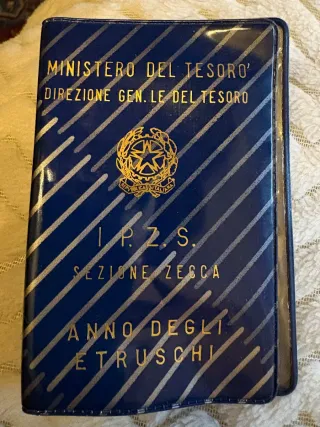 MINISTERO DEL TESORO
DIREZIONE GEN.LE DEL TESORO
I.P.Z.S.
SEZIONE ZECCA
ANNO DEGLI
ETRUSCHI